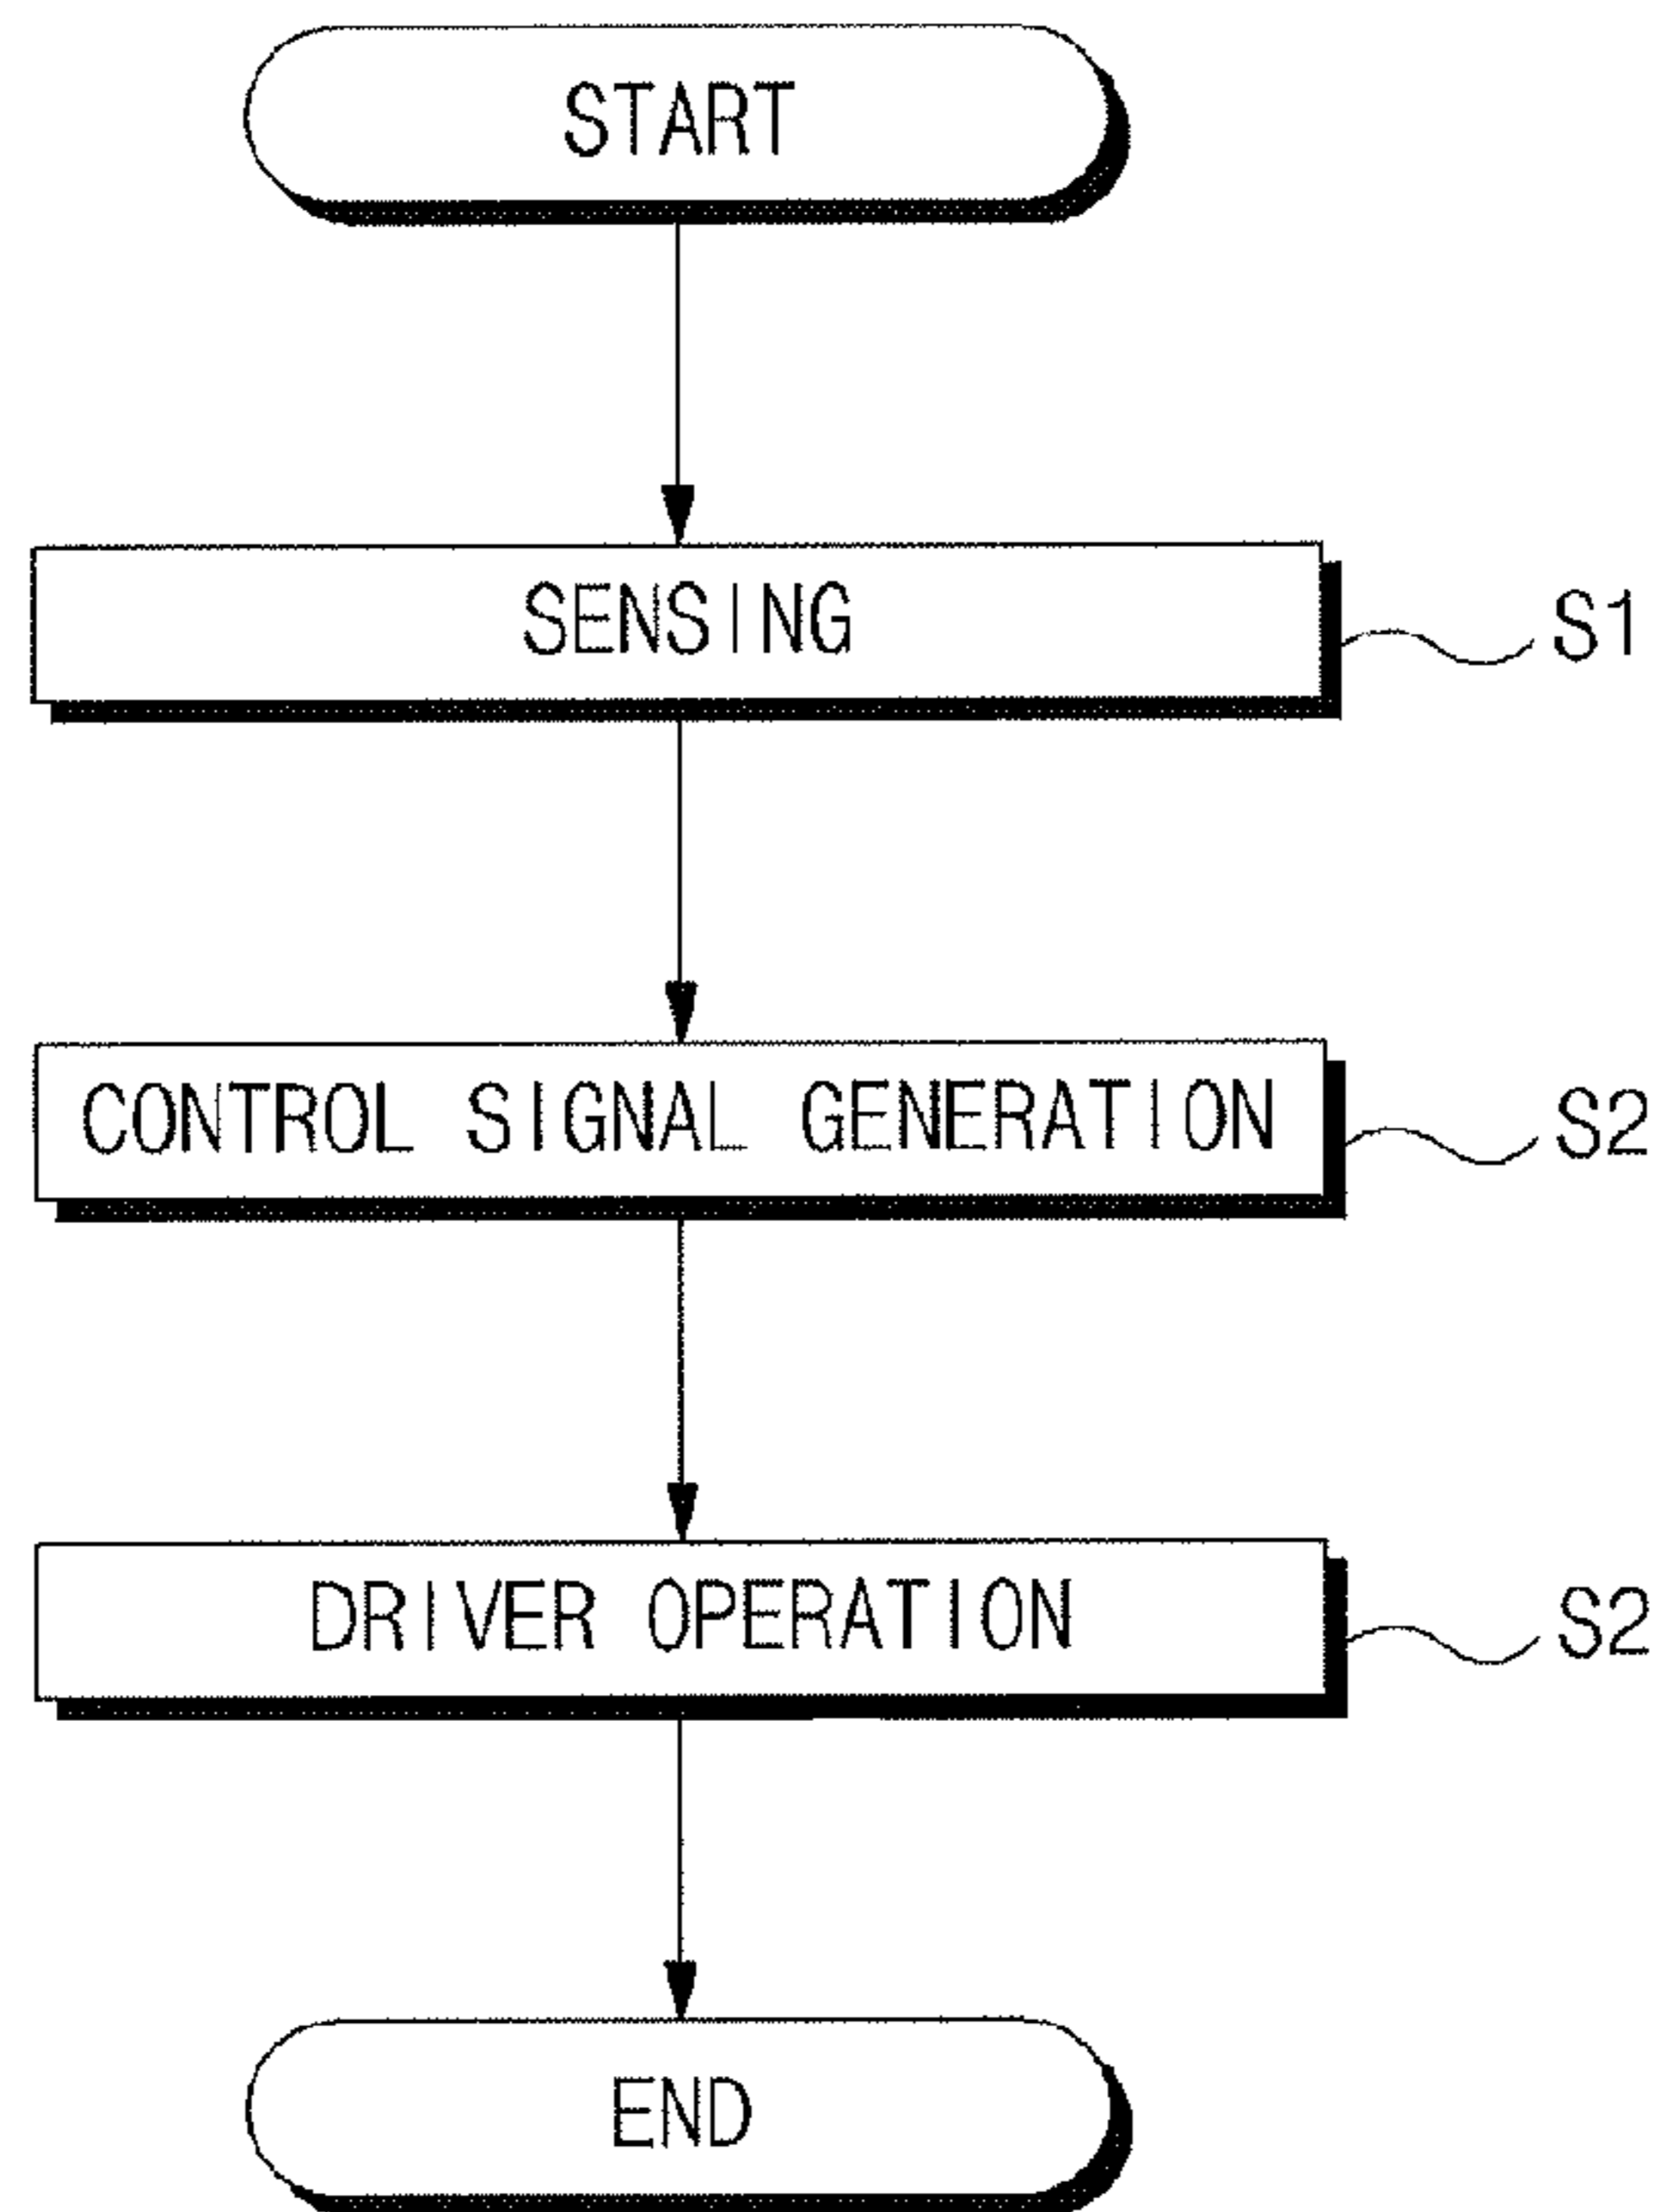 START
SENSING
S1
CONTROL SIGNAL GENERATION
S2
DRIVER OPERATION
S2
END